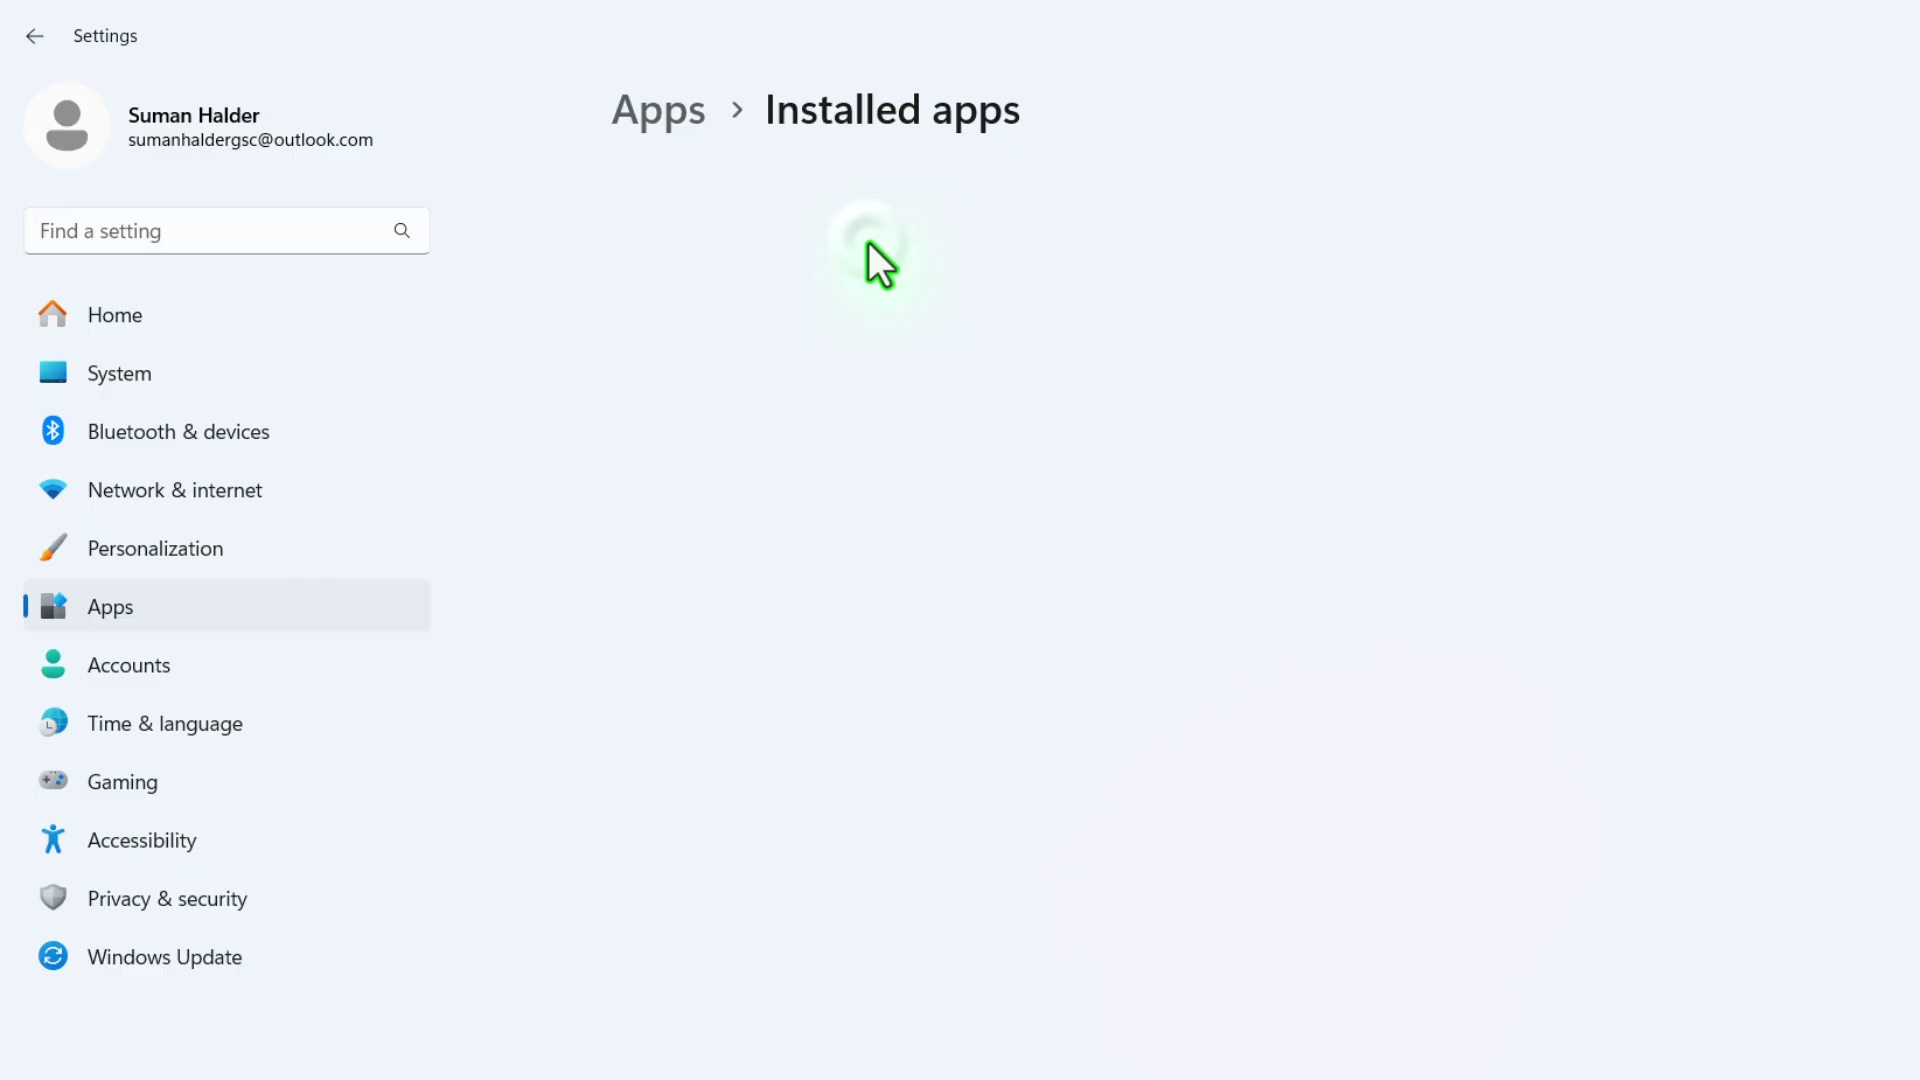 Settings
Suman Halder
sumanhaldergsc@outlook.com
Find a setting
Home
System
Bluetooth & devices
Network & internet
Personalization
Apps
Accounts
Time & language
Gaming
Accessibility
Privacy & security
Windows Update
Apps > Installed apps